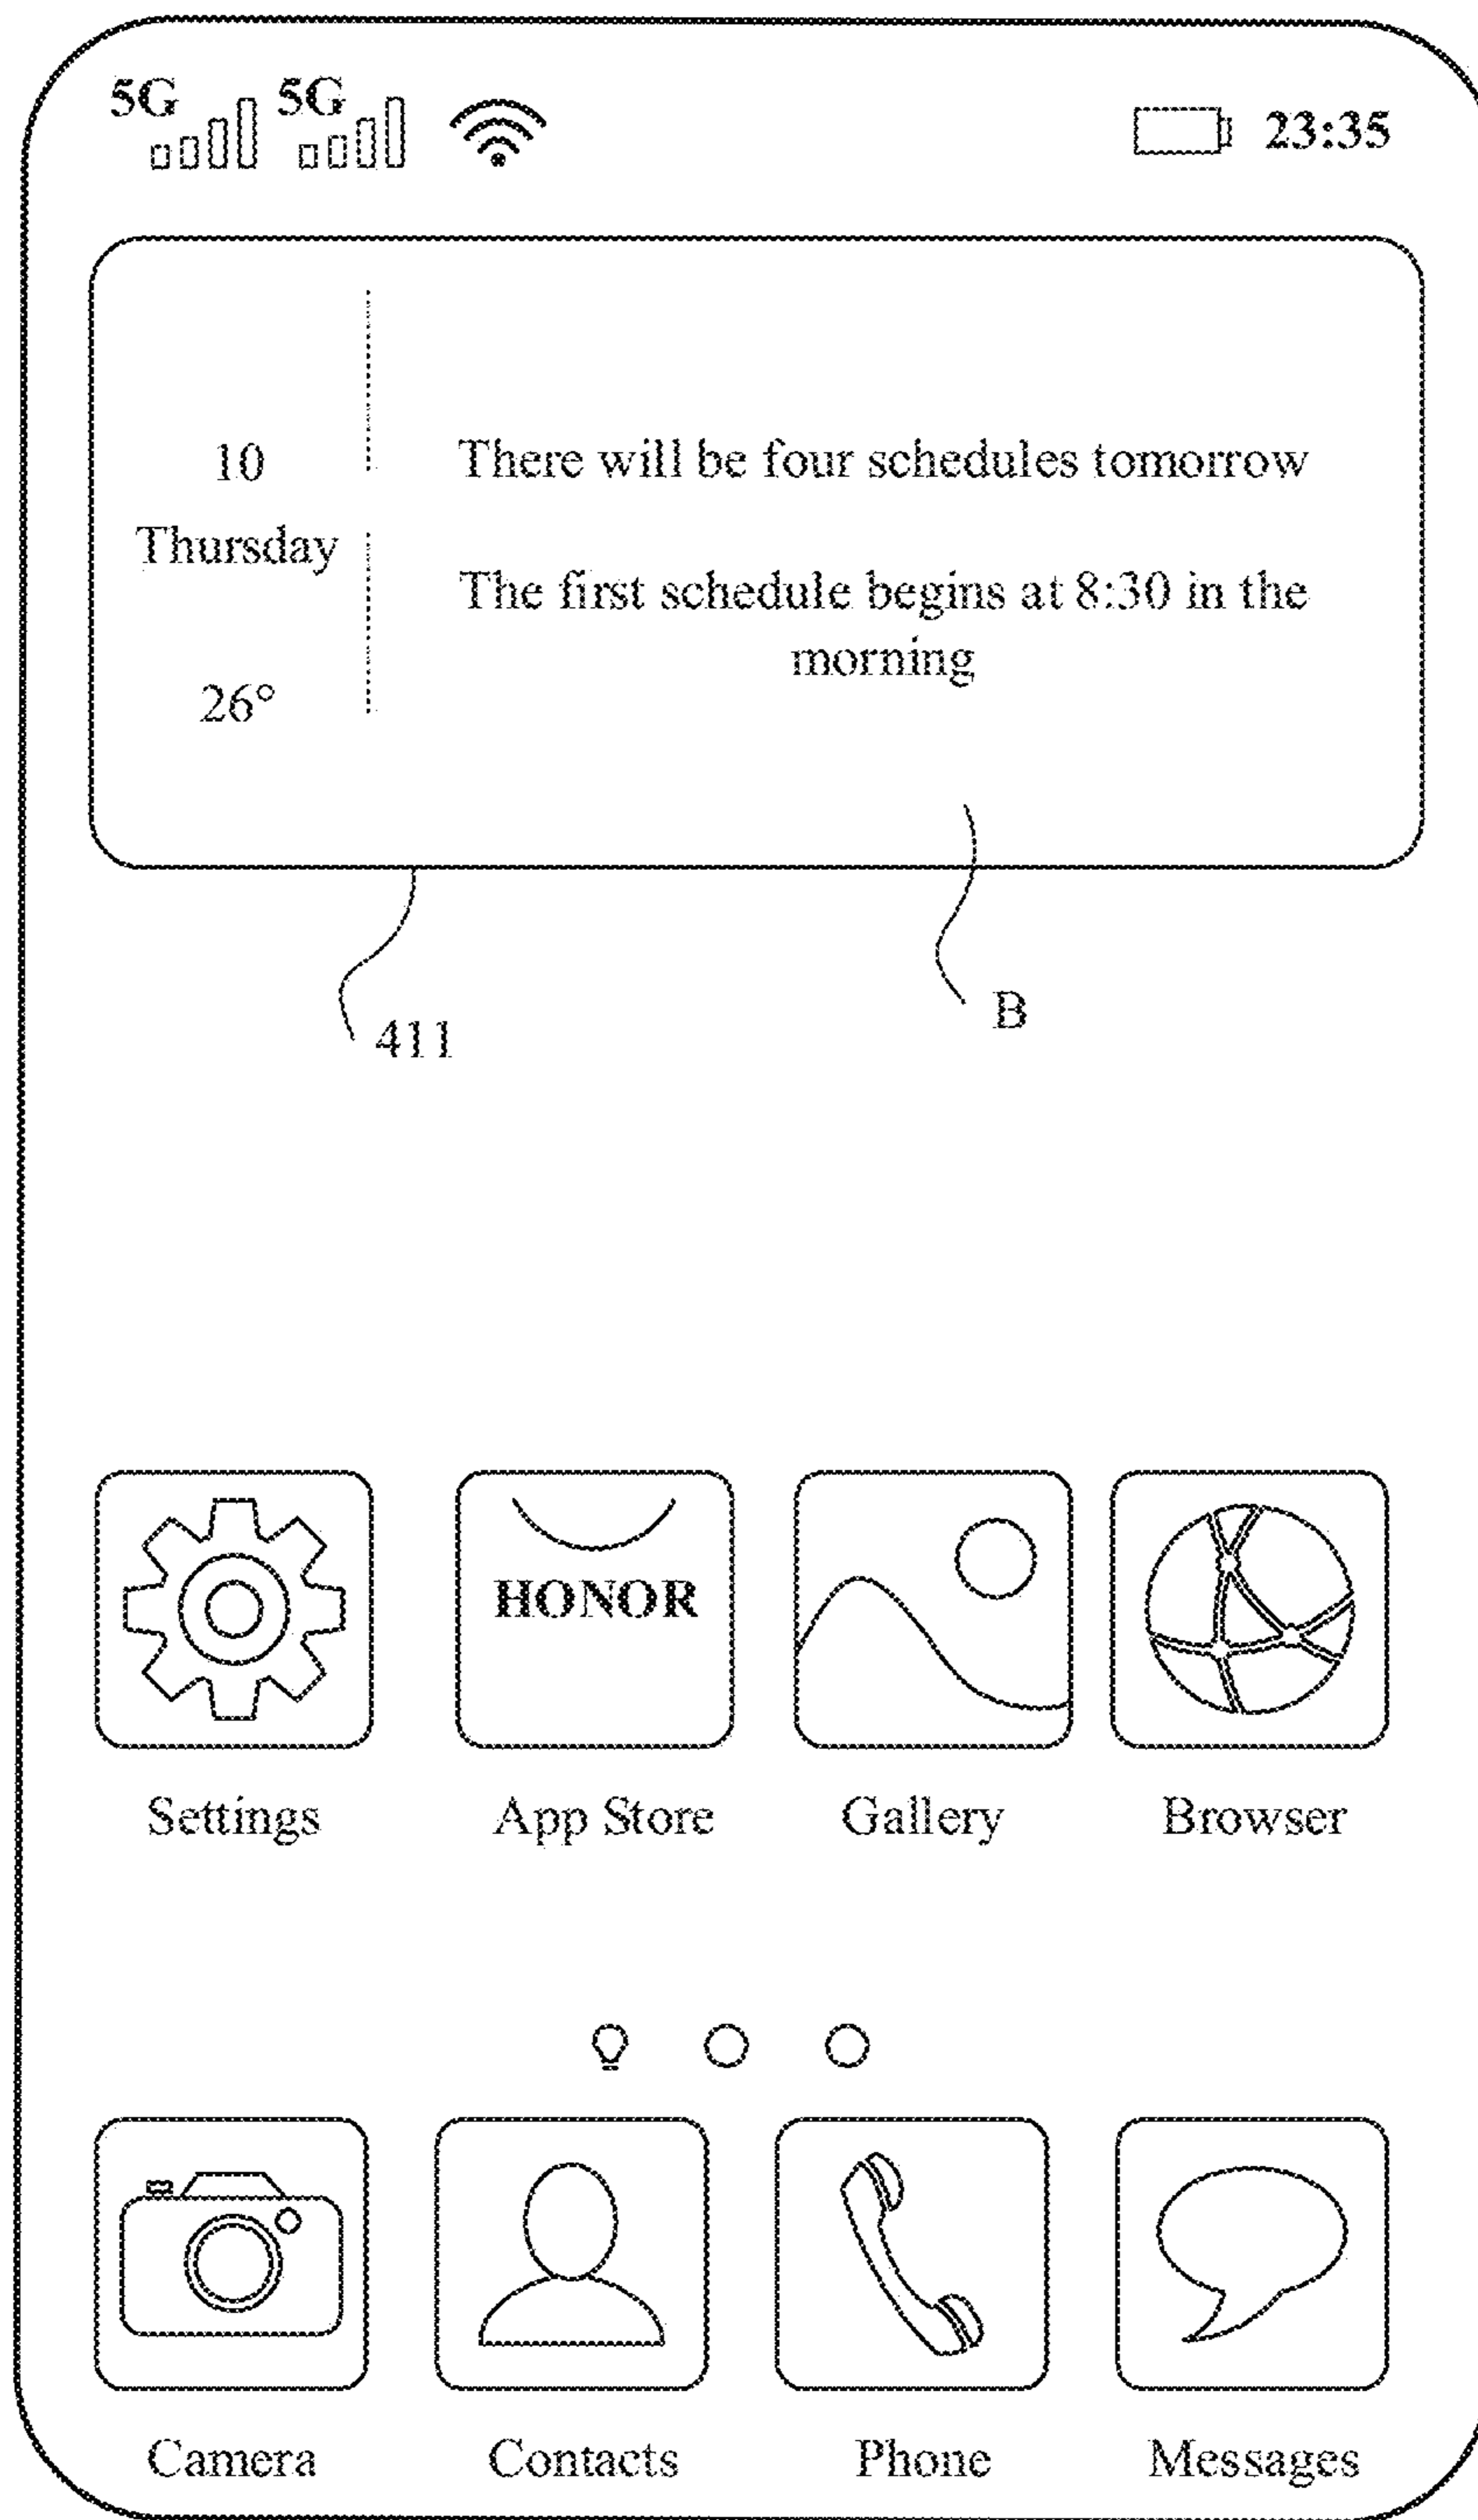 5G 5G 23:35
10
Thursday
26°
There will be four schedules tomorrow
The first schedule begins at 8:30 in the
morning
411
B
HONOR
Settings App Store Gallery Browser
Camera Contacts Phone Messages